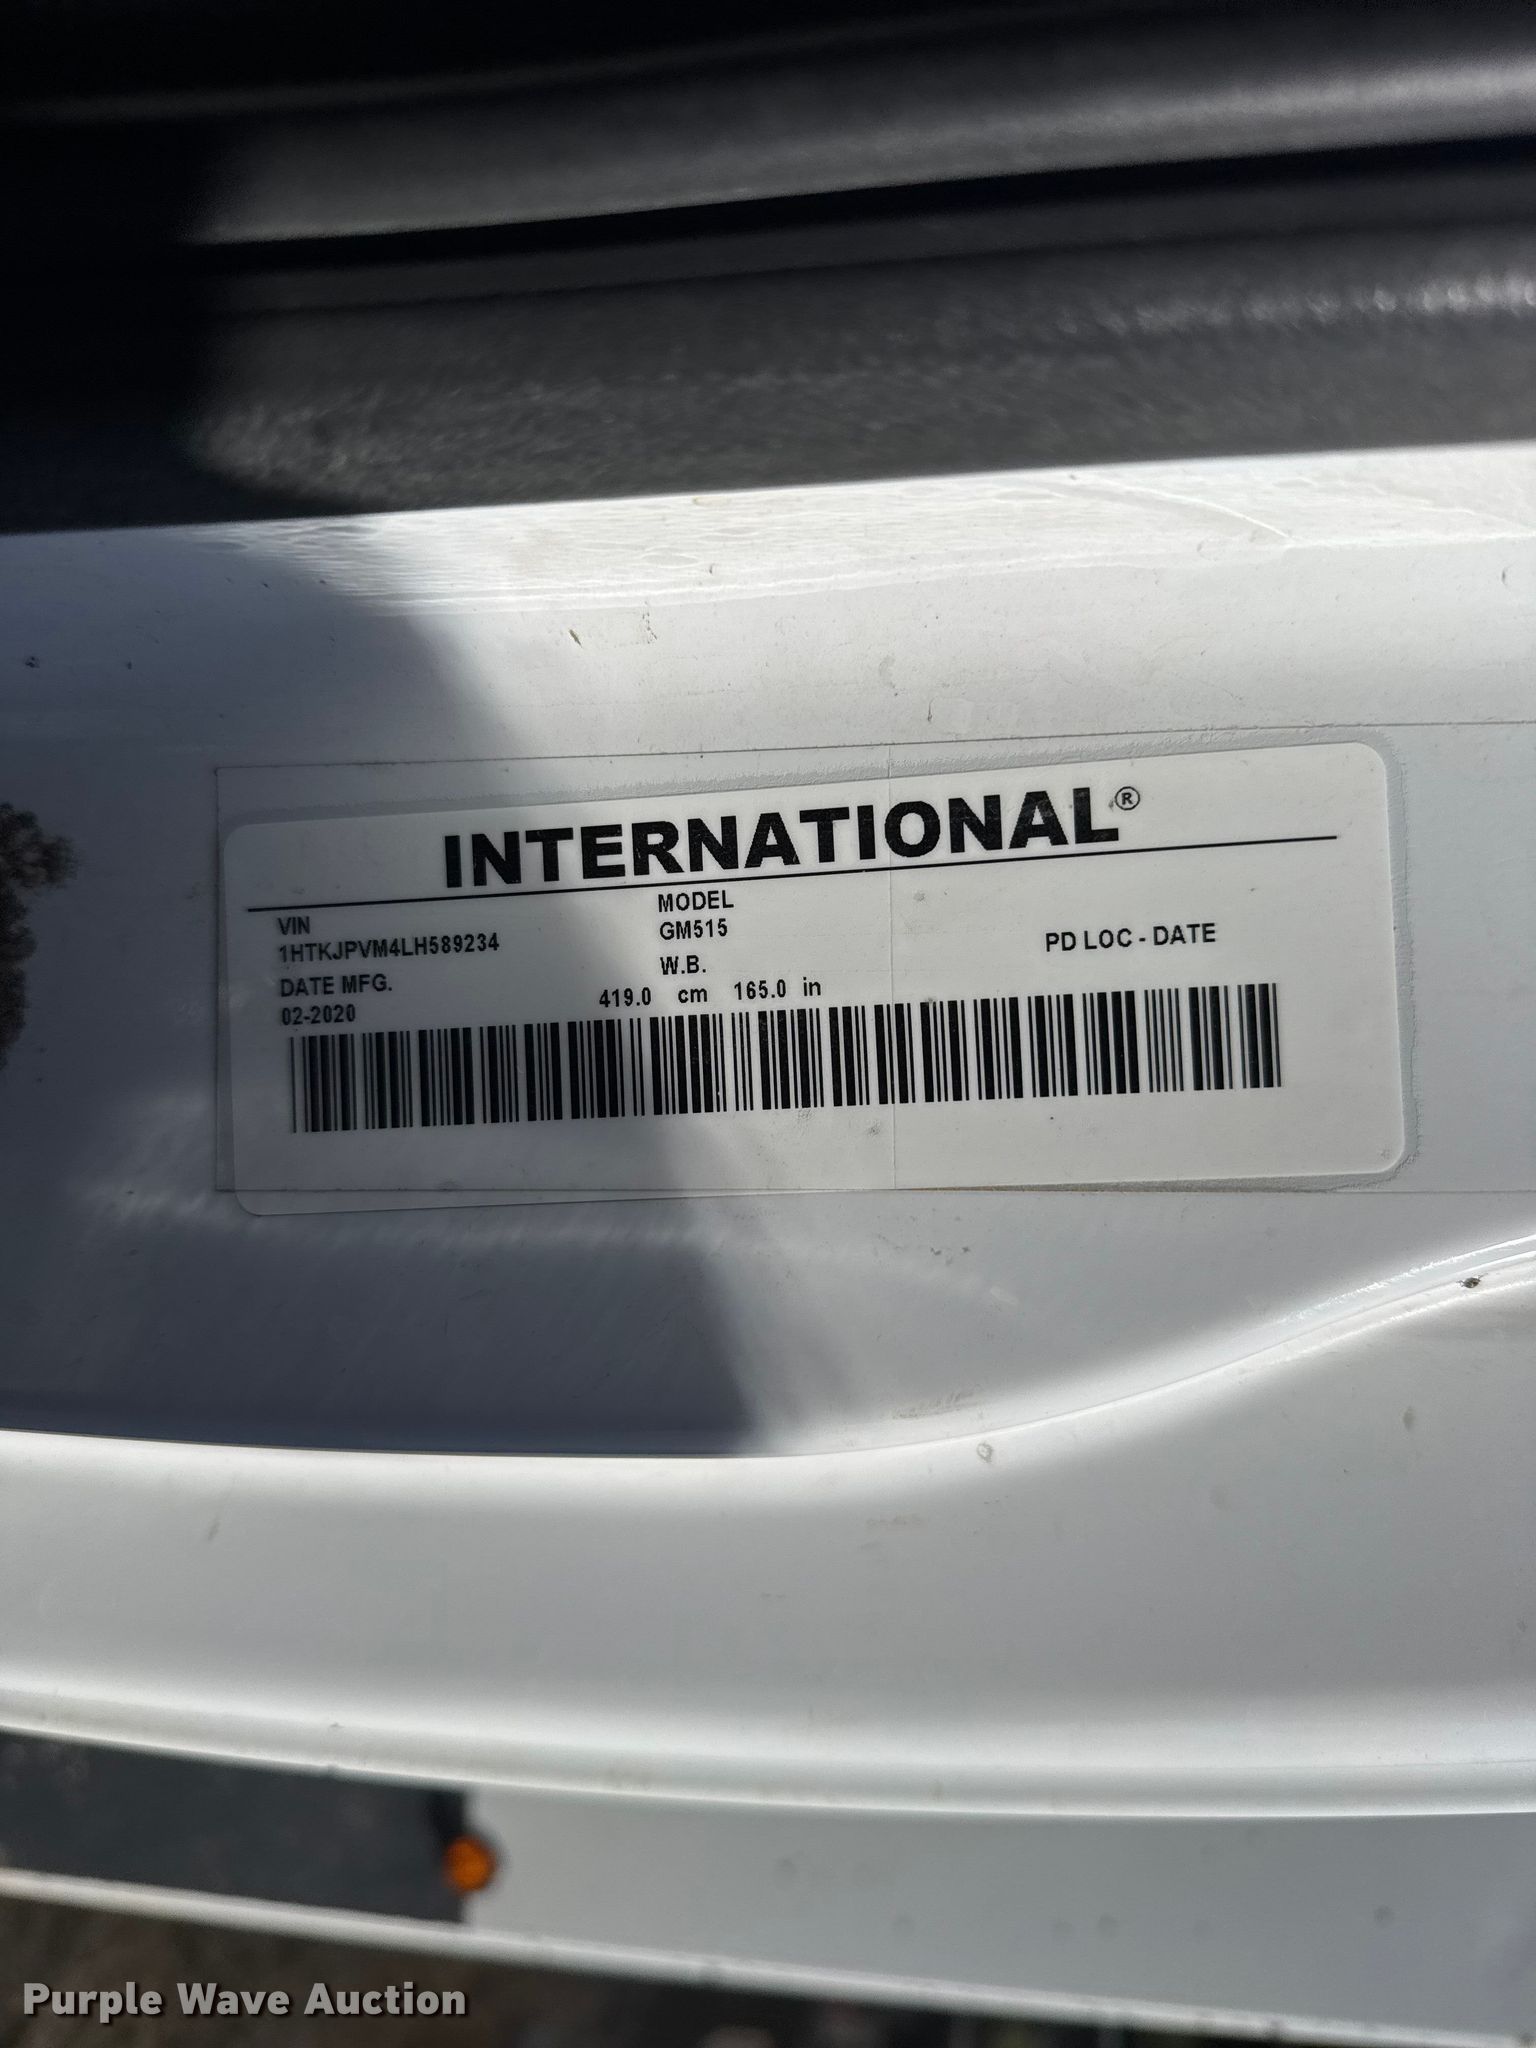 INTERNATIONAL®
VIN
1HTKJPVM4LH589234
MODEL
GM515
PD LOC - DATE
DATE MFG.
02-2020
W.B.
419.0 cm 165.0 in
Purple Wave Auction